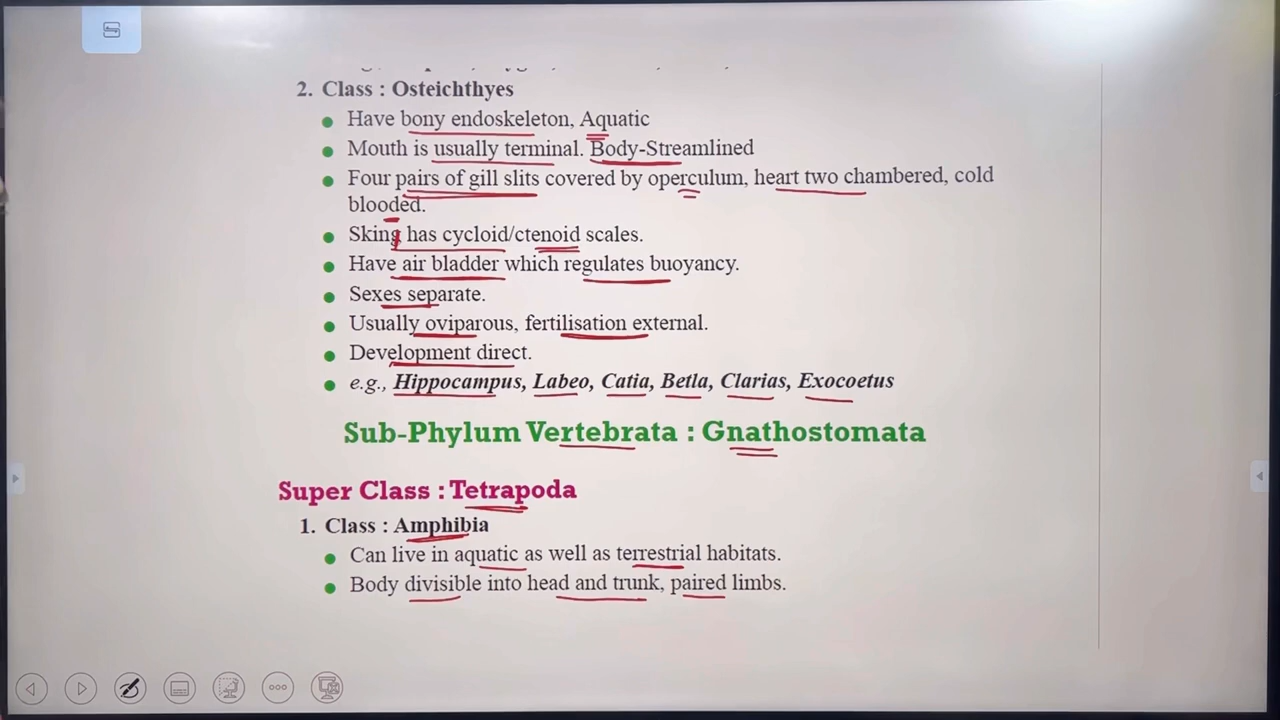 2. Class : Osteichthyes
Have bony endoskeleton, Aquatic
Mouth is usually terminal. Body-Streamlined
Four pairs of gill slits covered by operculum, heart two chambered, cold
blooded.
Sking has cycloid/ctenoid scales.
Have air bladder which regulates buoyancy.
Sexes separate.
Usually oviparous, fertilisation external.
Development direct.
e.g., Hippocampus, Labeo, Catia, Betla, Clarias, Exocoetus
Sub-Phylum Vertebrata : Gnathostomata
Super Class : Tetrapoda
1. Class : Amphibia
Can live in aquatic as well as terrestrial habitats.
Body divisible into head and trunk, paired limbs.